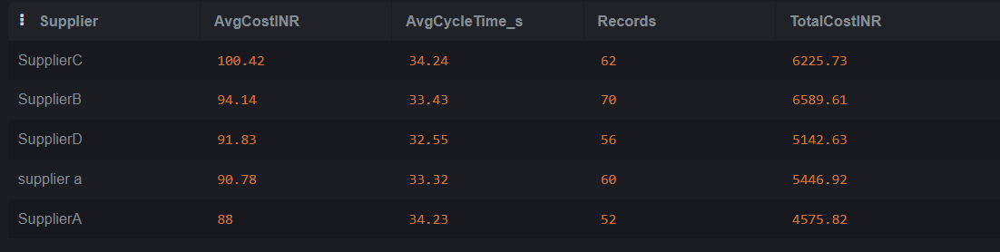 Supplier AvgCostINR AvgCycleTime_s Records TotalCostINR
SupplierC 100.42 34.24 62 6225.73
SupplierB 94.14 33.43 70 6589.61
SupplierD 91.83 32.55 56 5142.63
supplier a 90.78 33.32 60 5446.92
SupplierA 88 34.23 52 4575.82